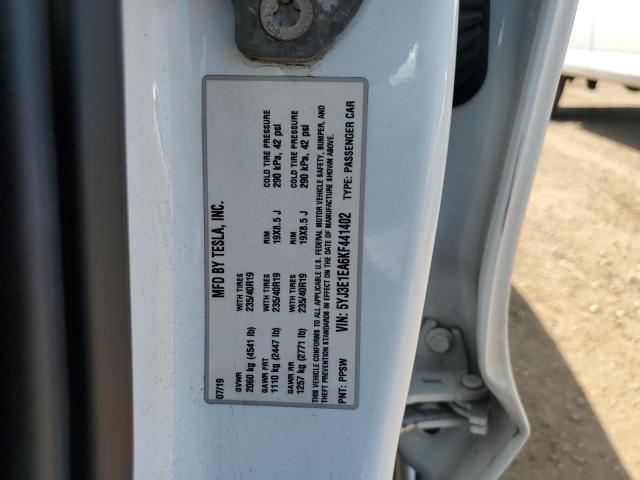 07/19 MFD BY TESLA, INC.
GVWR WITH TIRES RIM COLD TIRE PRESSURE
2060 kg (4541 lb) 235/40R19 19X8.5 J 290 kPa, 42 psi
GAWR FRT WITH TIRES RIM COLD TIRE PRESSURE
1110 kg (2447 lb) 235/40R19 19X8.5 J 290 kPa, 42 psi
GAWR RR WITH TIRES
1257 kg (2771 lb) 235/40R19
THIS VEHICLE CONFORMS TO ALL APPLICABLE U.S. FEDERAL MOTOR VEHICLE SAFETY, BUMPER, AND
THEFT PREVENTION STANDARDS IN EFFECT ON THE DATE OF MANUFACTURE SHOWN ABOVE.
PNT: PPSW VIN: 5YJ3E1EA6KF441402 TYPE: PASSENGER CAR